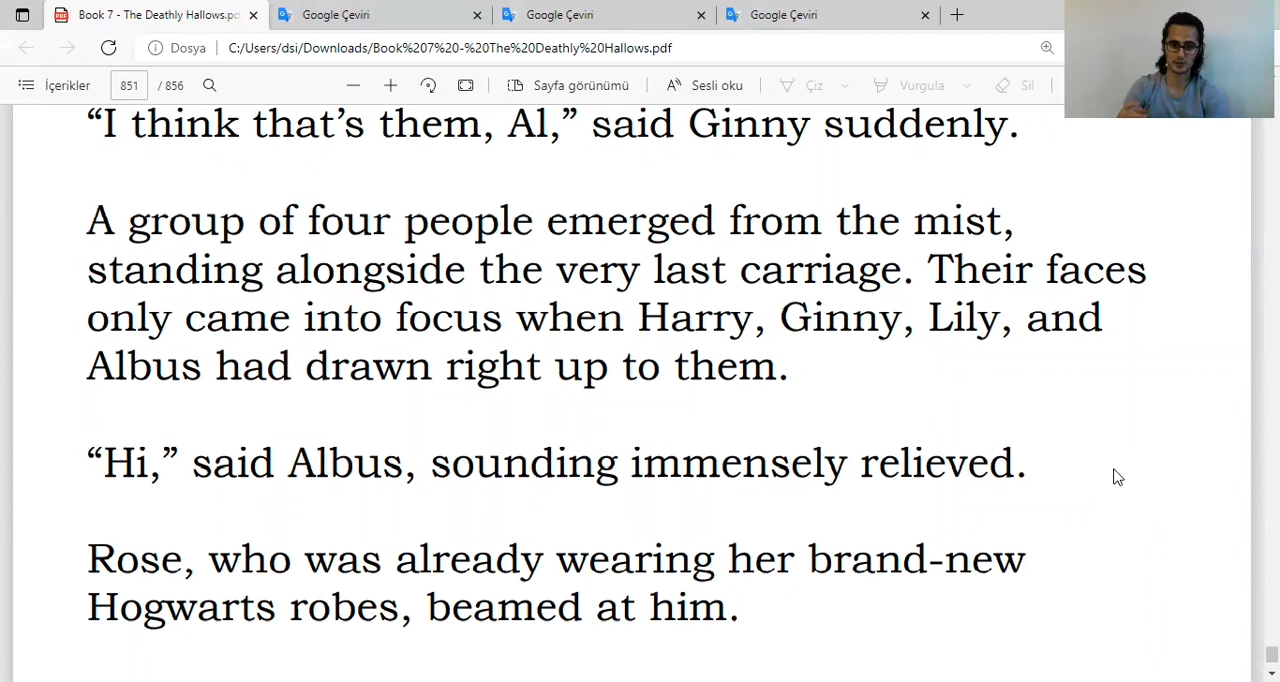 Book 7 - The Deathly Hallows.pd
Google Çeviri
Google Çeviri
Google Çeviri
Dosya
C:/Users/dsi/Downloads/Book%207%20-%20The%20Deathly%20Hallows.pdf
İçerikler
851 / 856
Sayfa görünümü
Sesli oku
Çiz
Vurgula
Sil
“I think that’s them, Al,” said Ginny suddenly.
A group of four people emerged from the mist,
standing alongside the very last carriage. Their faces
only came into focus when Harry, Ginny, Lily, and
Albus had drawn right up to them.
“Hi,” said Albus, sounding immensely relieved.
Rose, who was already wearing her brand-new
Hogwarts robes, beamed at him.